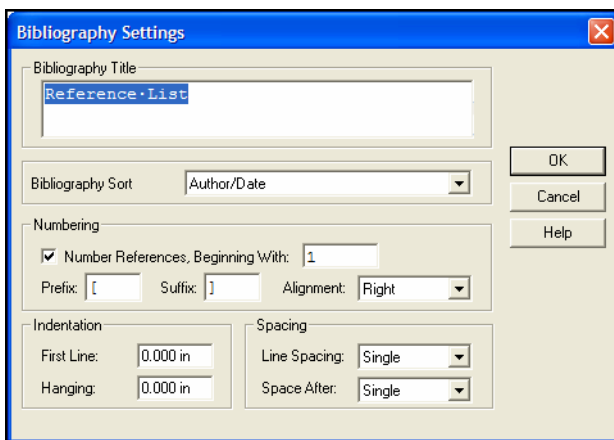 Bibliography Settings
Bibliography Title
Reference·List
OK
Bibliography Sort Author/Date
Cancel
Numbering
Help
Number References, Beginning With: 1
Prefix: [ Suffix: ] Alignment: Right
Indentation Spacing
First Line: 0.000 in Line Spacing: Single
Hanging: 0.000 in Space After: Single